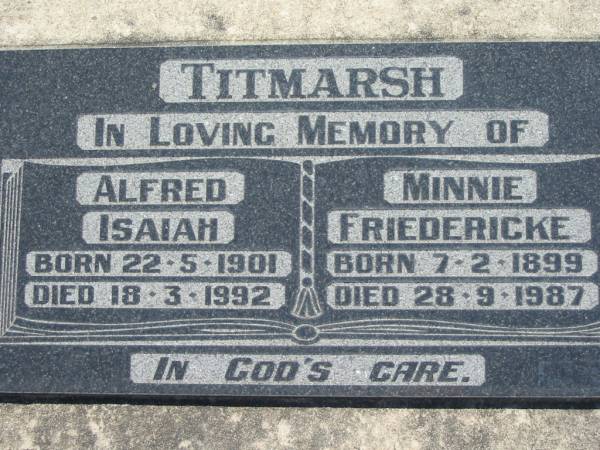 TITMARSH
IN LOVING MEMORY OF
ALFRED
ISAIAH
BORN 22·5·1901
DIED 18·3·1992
MINNIE
FRIEDERICKE
BORN 7·2·1899
DIED 28·9·1987
IN GOD'S CARE.